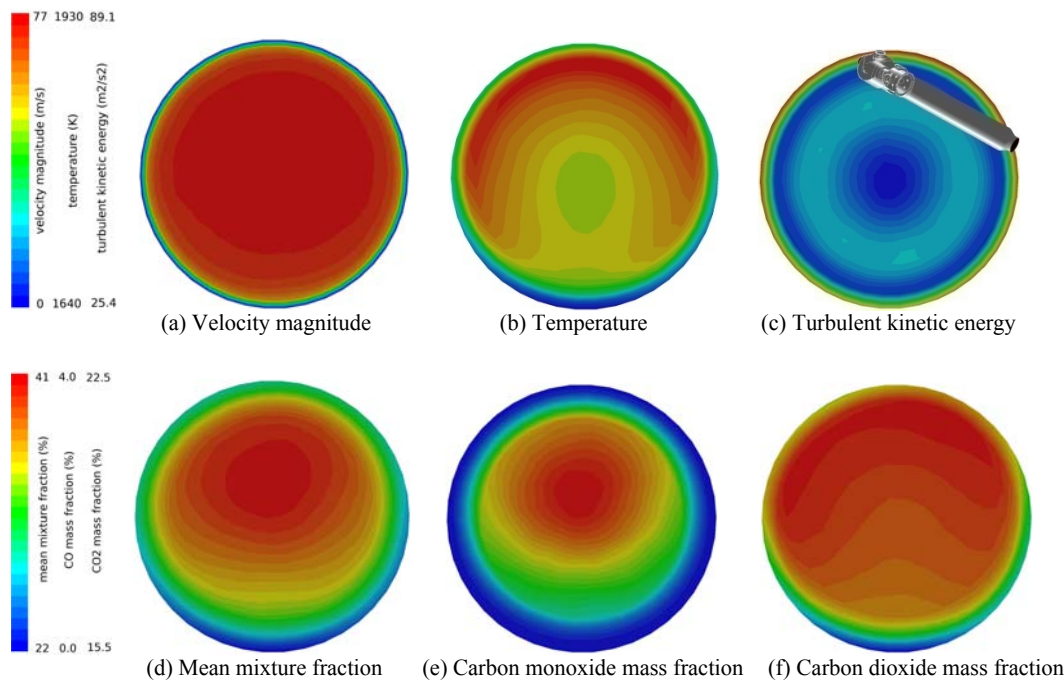 77 1930 89.1
velocity magnitude (m/s)
temperature (K)
turbulent kinetic energy (m2/s2)
0 1640 25.4
(a) Velocity magnitude
(b) Temperature
(c) Turbulent kinetic energy
41 4.0 22.5
mean mixture fraction (%)
CO mass fraction (%)
CO2 mass fraction (%)
22 0.0 15.5
(d) Mean mixture fraction
(e) Carbon monoxide mass fraction
(f) Carbon dioxide mass fraction